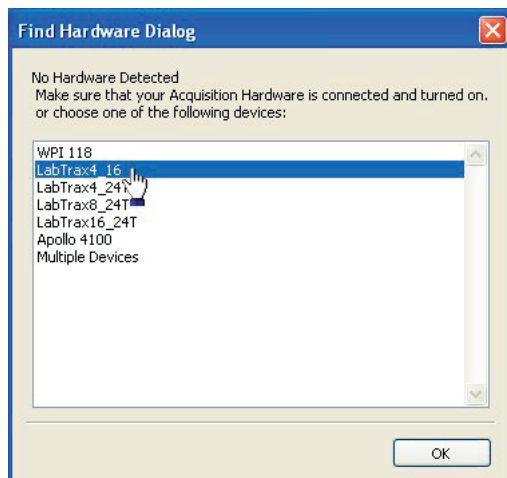 Find Hardware Dialog
No Hardware Detected
Make sure that your Acquisition Hardware is connected and turned on.
or choose one of the following devices:
WPI 118
LabTrax4_16
LabTrax4_24T
LabTrax8_24T
LabTrax16_24T
Apollo 4100
Multiple Devices
OK